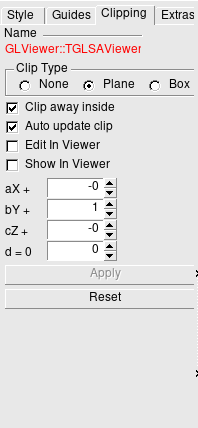 Style Guides Clipping Extras
Name
GLViewer::TGLSAViewer
Clip Type
None Plane Box
Clip away inside
Auto update clip
Edit In Viewer
Show In Viewer
aX + -0
bY + 1
cZ + -0
d = 0 0
Apply
Reset